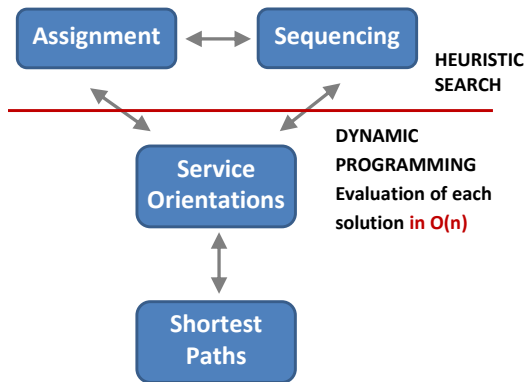 Assignment
Sequencing
HEURISTIC
SEARCH
DYNAMIC
PROGRAMMING
Evaluation of each
solution in O(n)
Service
Orientations
Shortest
Paths